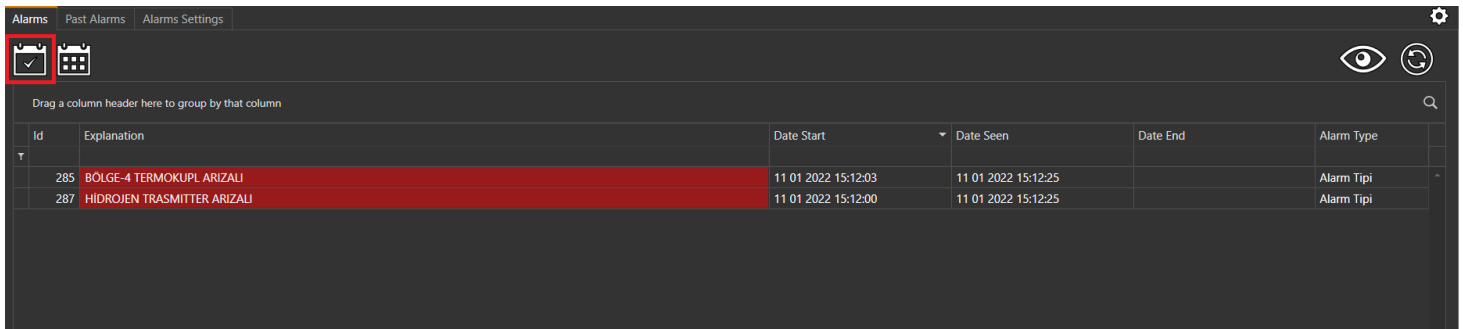 Alarms Past Alarms Alarms Settings
Drag a column header here to group by that column
Id Explanation Date Start Date Seen Date End Alarm Type
285 BÖLGE-4 TERMOKUPL ARIZALI 11 01 2022 15:12:03 11 01 2022 15:12:25 Alarm Tipi
287 HİDROJEN TRASMITTER ARIZALI 11 01 2022 15:12:00 11 01 2022 15:12:25 Alarm Tipi